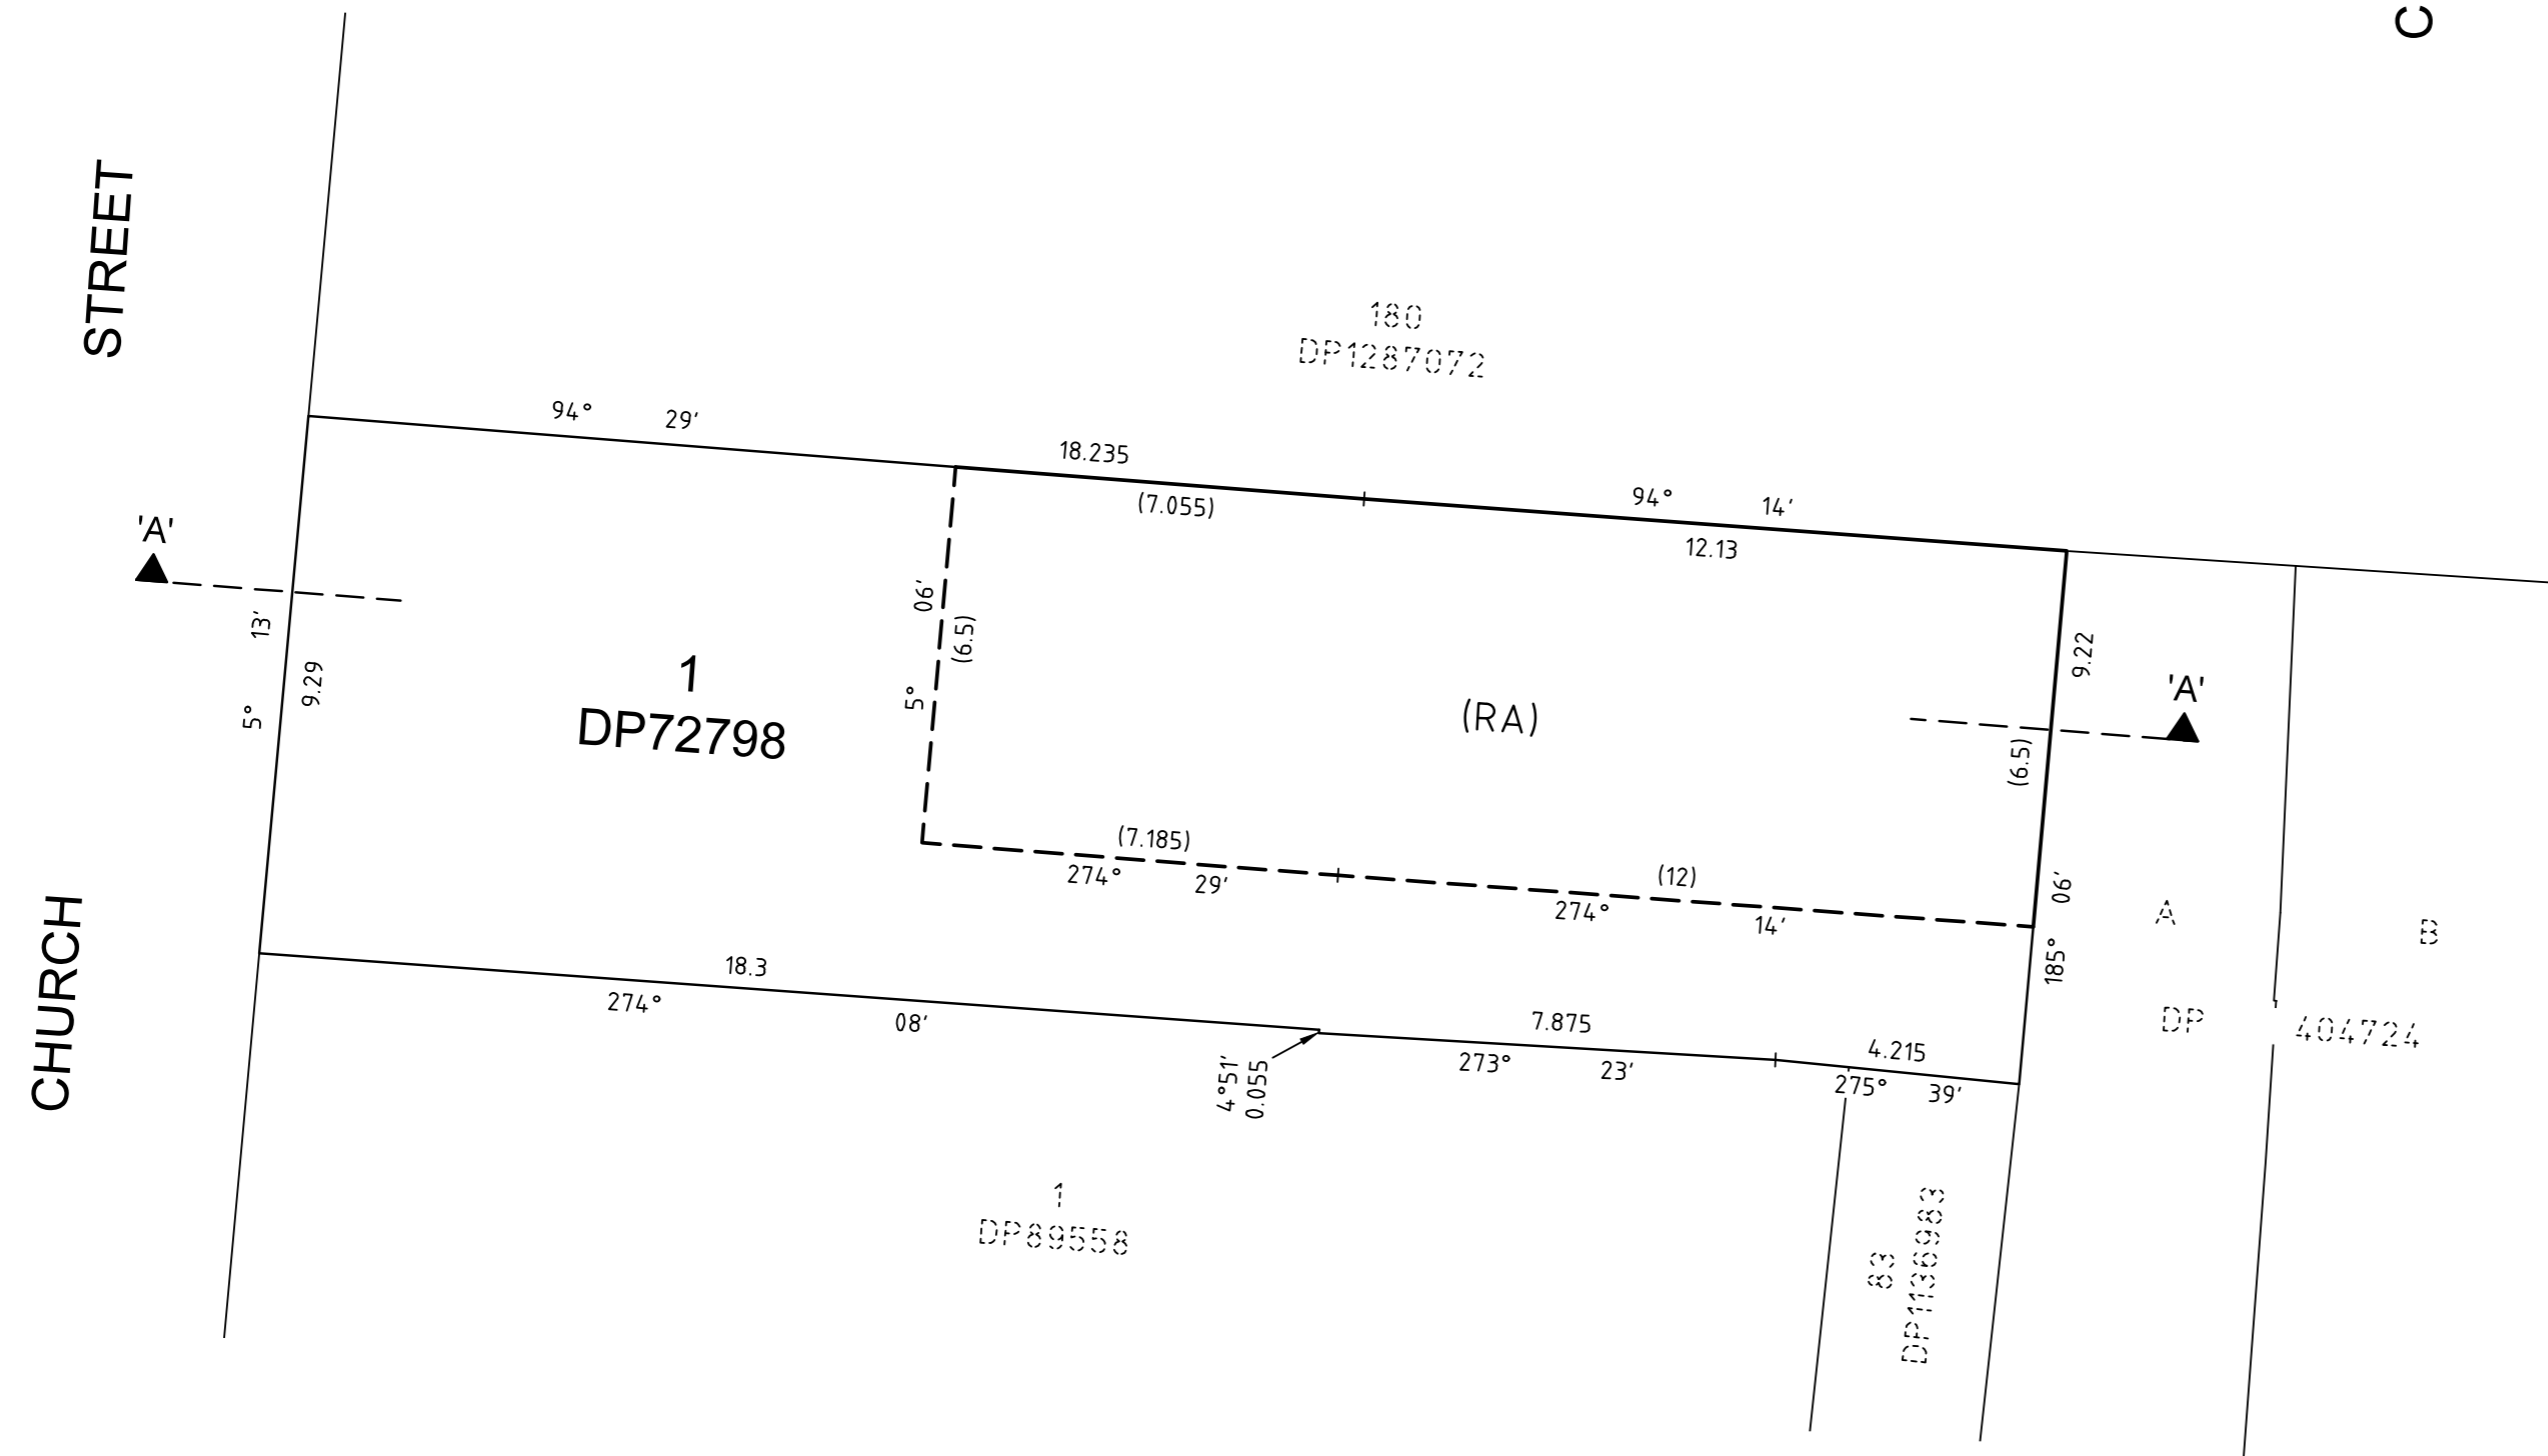 C
STREET
180
DP1287072
94° 29'
18.235
(7.055)
94° 14'
12.13
'A'
13'
5°
9.29
06'
5°
(6.5)
1
DP72798
(RA)
9.22
'A'
(6.5)
06'
185°
(7.185)
274° 29'
(12)
274° 14'
A
B
DP 404724
CHURCH
18.3
274° 08'
7.875
273° 23'
4.215
275° 39'
4°51'
0.055
1
DP89558
83
DP1136983